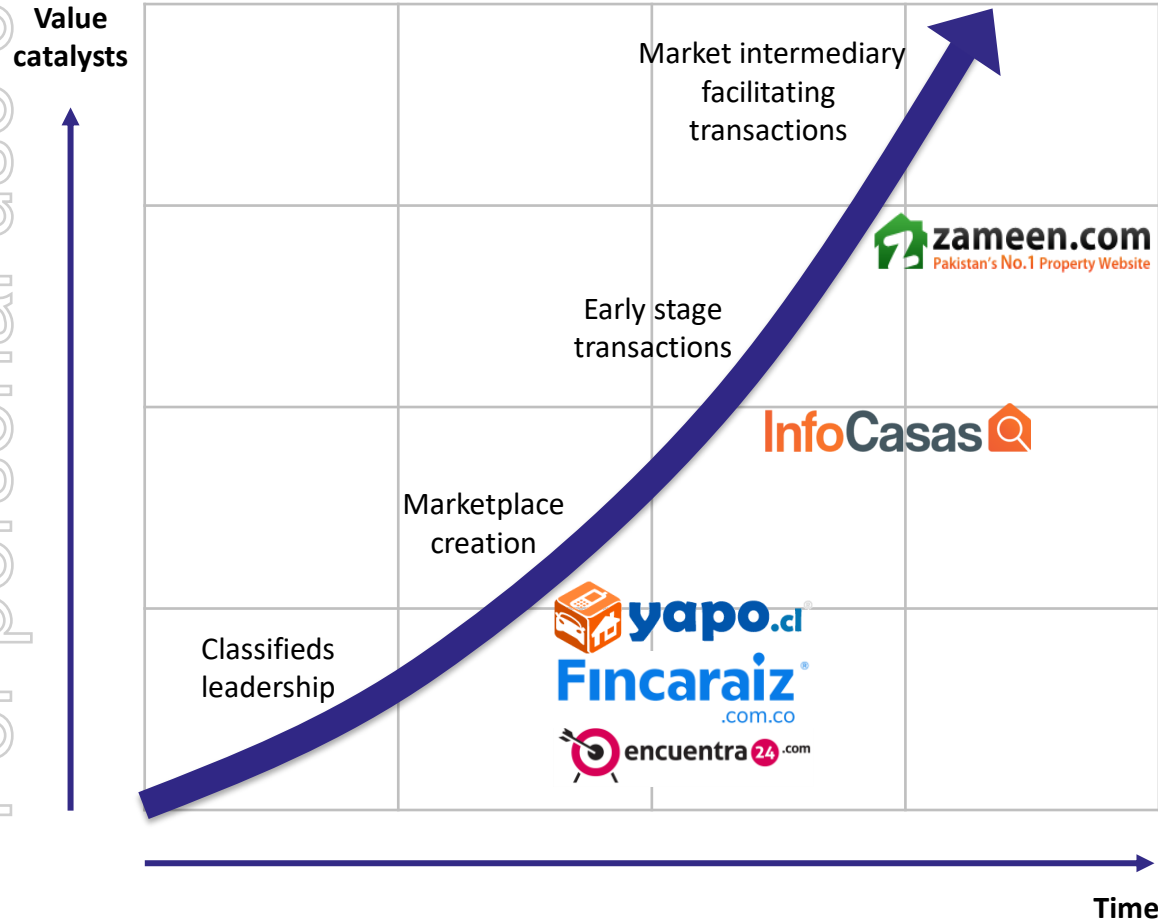 Value
catalysts
Market intermediary
facilitating
transactions
zameen.com
Pakistan's No.1 Property Website
Early stage
transactions
InfoCasas
Marketplace
creation
yapo.cl®
Fincaraiz®
.com.co
encuentra24.com
Classifieds
leadership
Time